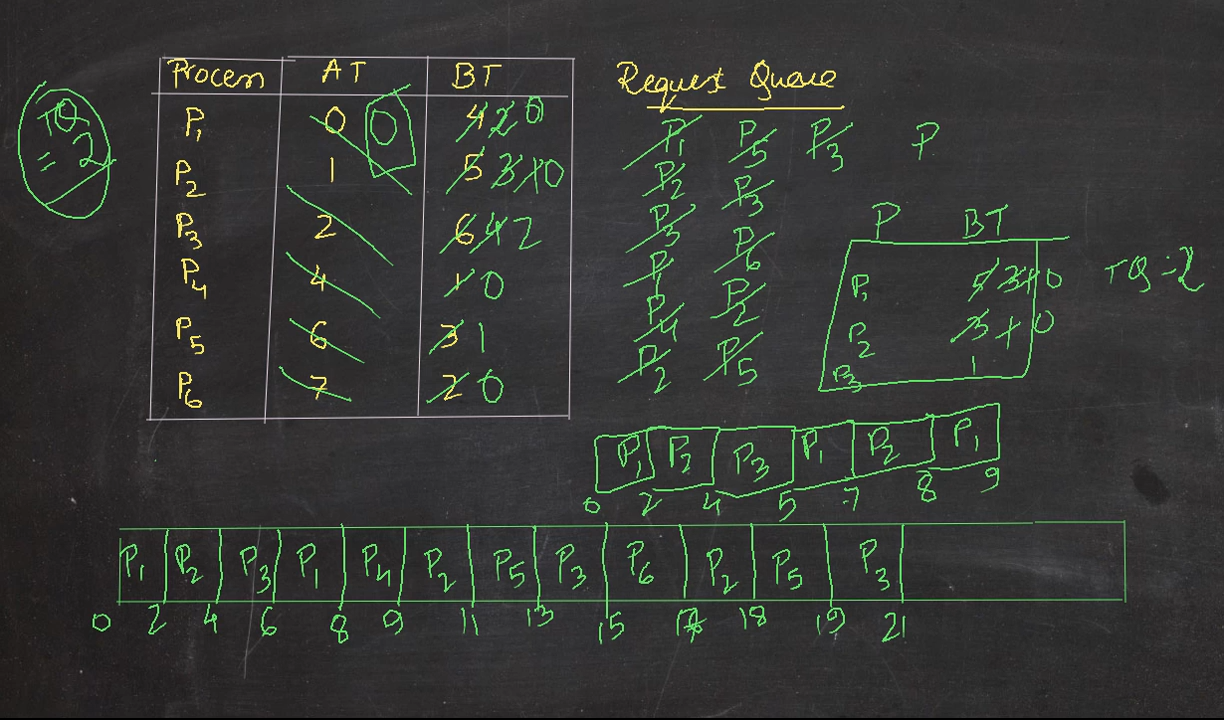 TQ = 2
Process AT BT
P1 0 0 4 2 0
P2 1 5 3 1 0
P3 2 6 4 2
P4 4 1 0
P5 6 3 1
P6 7 2 0
Request Queue
P1 P5 P3 P
P2 P3
P3 P6
P1 P2
P4 P5
P2
P BT
P1 5 3 1 0 TQ = 2
P2 3 1 0
P3 1
P1 P2 P3 P1 P2 P1
0 2 4 5 7 8 9
P1 P2 P3 P1 P4 P2 P5 P3 P6 P2 P5 P3
0 2 4 6 8 9 11 13 15 17 18 19 21